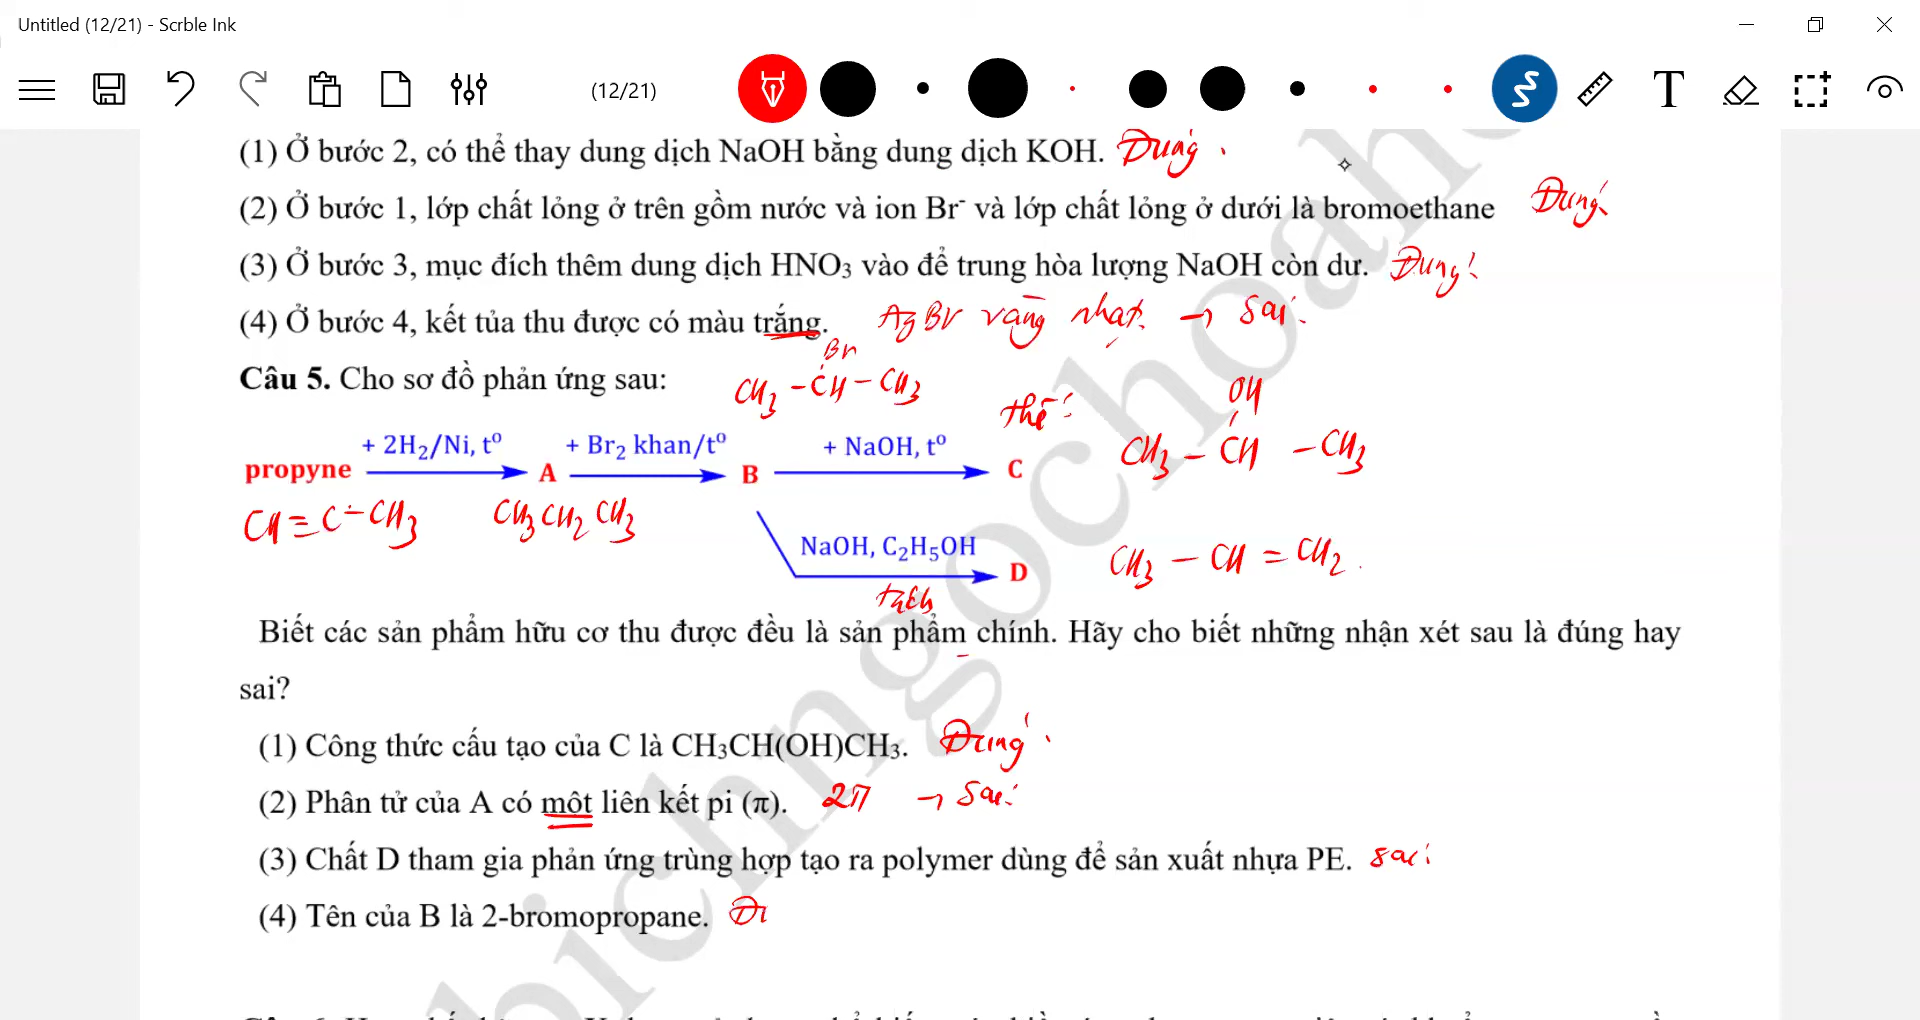 Untitled (12/21) - Scrble Ink
(12/21)
T
(1) Ở bước 2, có thể thay dung dịch NaOH bằng dung dịch KOH. Đúng.
(2) Ở bước 1, lớp chất lỏng ở trên gồm nước và ion Br⁻ và lớp chất lỏng ở dưới là bromoethane Đúng
(3) Ở bước 3, mục đích thêm dung dịch HNO₃ vào để trung hòa lượng NaOH còn dư. Đúng
(4) Ở bước 4, kết tủa thu được có màu trắng. AgBr vàng nhạt. → Sai.
Br
Câu 5. Cho sơ đồ phản ứng sau: CH₃-CH-CH₃
thế OH
+ 2H₂/Ni, tº + Br₂ khan/tº + NaOH, tº CH₃-CH-CH₃
propyne A B C
CH≡C-CH₃ CH₃CH₂CH₃
NaOH, C₂H₅OH D CH₃-CH=CH₂.
tách
Biết các sản phẩm hữu cơ thu được đều là sản phẩm chính. Hãy cho biết những nhận xét sau là đúng hay
sai?
(1) Công thức cấu tạo của C là CH₃CH(OH)CH₃. Đúng.
(2) Phân tử của A có một liên kết pi (π). 2π → Sai
(3) Chất D tham gia phản ứng trùng hợp tạo ra polymer dùng để sản xuất nhựa PE. sai
(4) Tên của B là 2-bromopropane. Đ
bichngochoaho